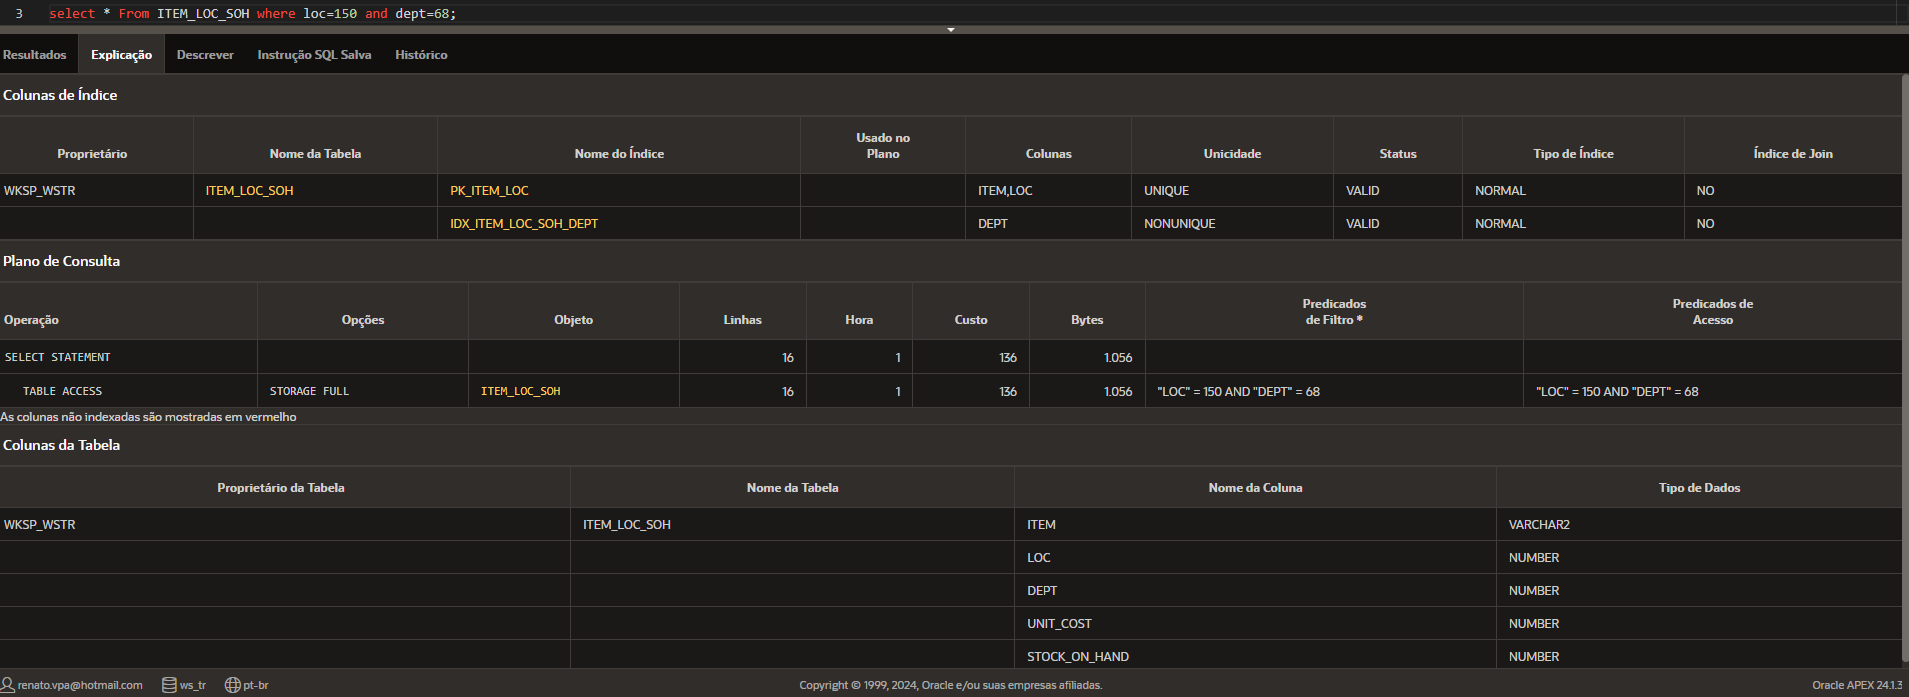 3 select * From ITEM_LOC_SOH where loc=150 and dept=68;
Resultados Explicação Descrever Instrução SQL Salva Histórico
Colunas de Índice
Proprietário Nome da Tabela Nome do Índice Usado no Plano Colunas Unicidade Status Tipo de Índice Índice de Join
WKSP_WSTR ITEM_LOC_SOH PK_ITEM_LOC ITEM,LOC UNIQUE VALID NORMAL NO
IDX_ITEM_LOC_SOH_DEPT DEPT NONUNIQUE VALID NORMAL NO
Plano de Consulta
Operação Opções Objeto Linhas Hora Custo Bytes Predicados de Filtro * Predicados de Acesso
SELECT STATEMENT 16 1 136 1.056
TABLE ACCESS STORAGE FULL ITEM_LOC_SOH 16 1 136 1.056 "LOC" = 150 AND "DEPT" = 68 "LOC" = 150 AND "DEPT" = 68
As colunas não indexadas são mostradas em vermelho
Colunas da Tabela
Proprietário da Tabela Nome da Tabela Nome da Coluna Tipo de Dados
WKSP_WSTR ITEM_LOC_SOH ITEM VARCHAR2
LOC NUMBER
DEPT NUMBER
UNIT_COST NUMBER
STOCK_ON_HAND NUMBER
renato.vpa@hotmail.com ws_tr pt-br Copyright © 1999, 2024, Oracle e/ou suas empresas afiliadas. Oracle APEX 24.1.3